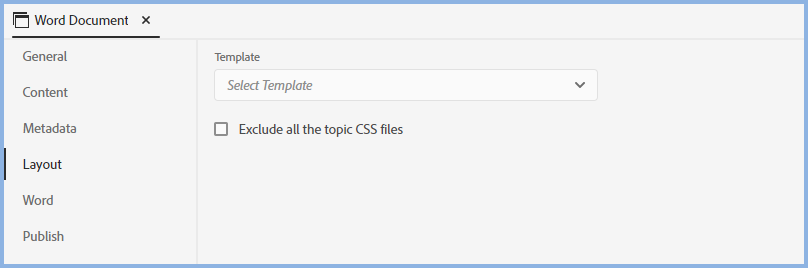 Word Document
General
Content
Metadata
Layout
Word
Publish
Template
Select Template
Exclude all the topic CSS files